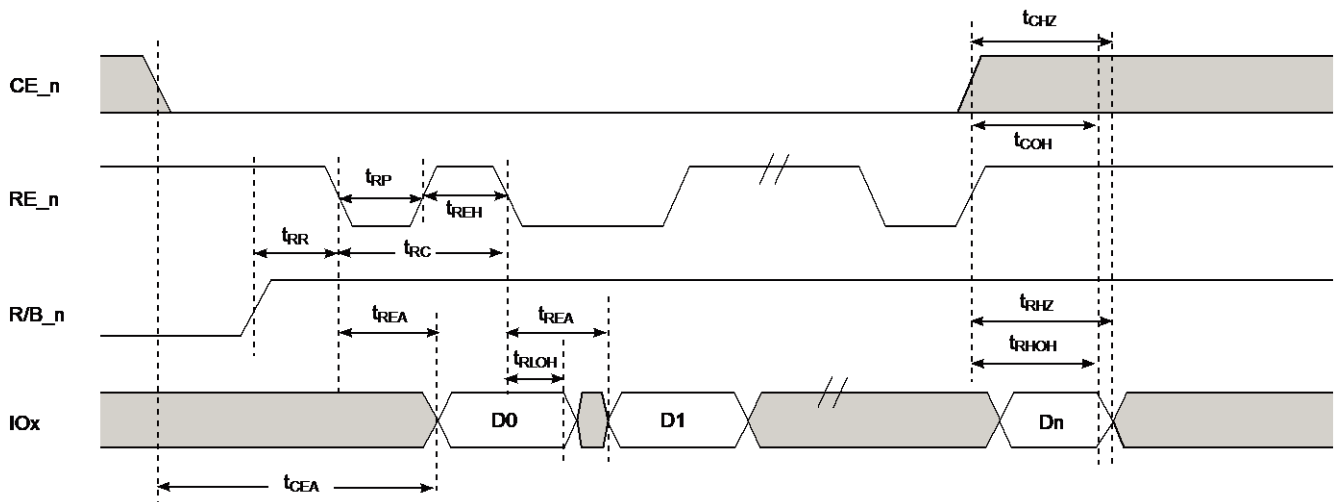 tCHZ
CE_n
tCOH
RE_n
tRP
tREH
tRR
tRC
R/B_n
tREA
tREA
tRHZ
tRLOH
tRHOH
IOx
D0
D1
Dn
tCEA